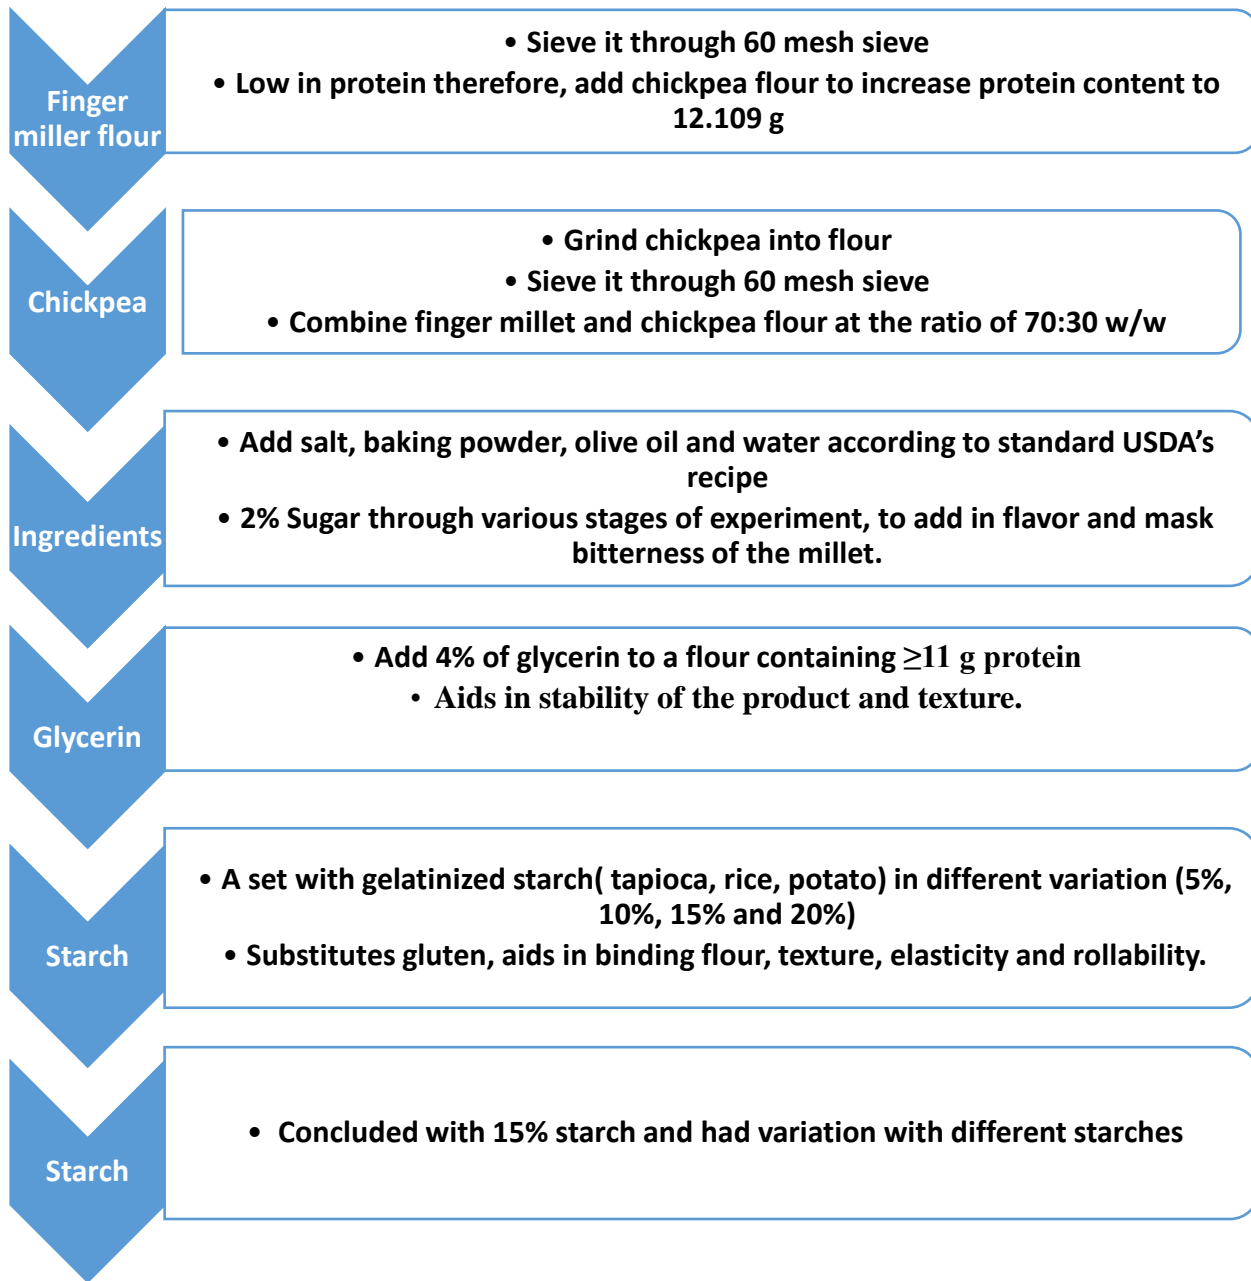 Finger
miller flour
• Sieve it through 60 mesh sieve
• Low in protein therefore, add chickpea flour to increase protein content to
12.109 g
Chickpea
• Grind chickpea into flour
• Sieve it through 60 mesh sieve
• Combine finger millet and chickpea flour at the ratio of 70:30 w/w
Ingredients
• Add salt, baking powder, olive oil and water according to standard USDA’s
recipe
• 2% Sugar through various stages of experiment, to add in flavor and mask
bitterness of the millet.
Glycerin
• Add 4% of glycerin to a flour containing ≥11 g protein
• Aids in stability of the product and texture.
Starch
• A set with gelatinized starch( tapioca, rice, potato) in different variation (5%,
10%, 15% and 20%)
• Substitutes gluten, aids in binding flour, texture, elasticity and rollability.
Starch
• Concluded with 15% starch and had variation with different starches